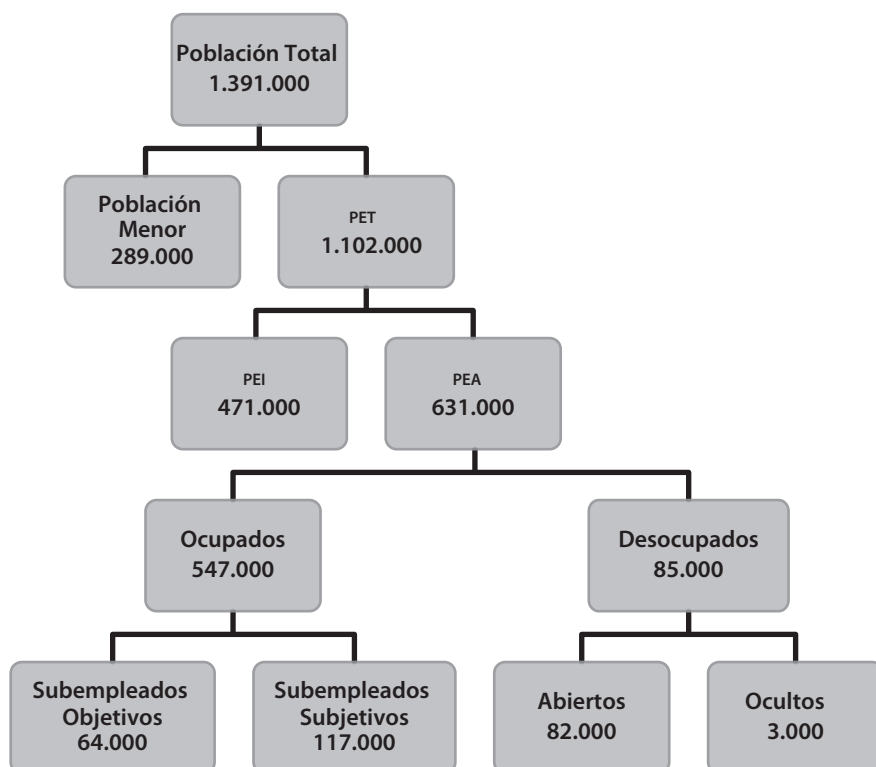 Población Total
1.391.000
Población
Menor
289.000
PET
1.102.000
PEI
471.000
PEA
631.000
Ocupados
547.000
Desocupados
85.000
Subempleados
Objetivos
64.000
Subempleados
Subjetivos
117.000
Abiertos
82.000
Ocultos
3.000